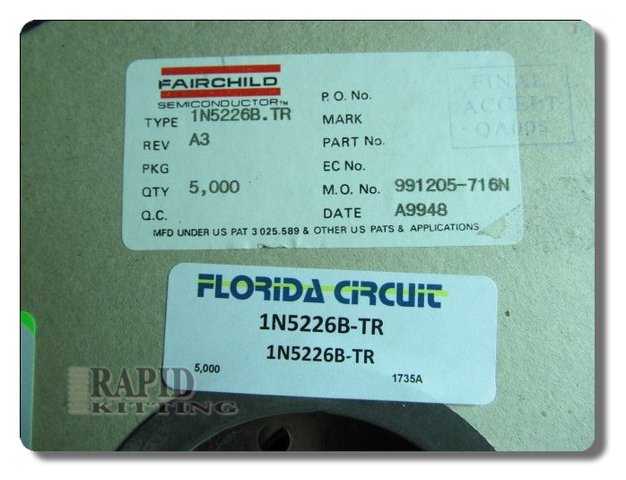 FAIRCHILD
SEMICONDUCTOR™
TYPE 1N5226B.TR
REV A3
PKG
QTY 5,000
Q.C.
P.O. No.
MARK
PART No.
EC No.
M.O. No. 991205-716N
DATE A9948
MFD UNDER US PAT 3 025.589 & OTHER US PATS & APPLICATIONS
FINAL
ACCEPT
QA005
FLORIDA CIRCUIT
1N5226B-TR
1N5226B-TR
5,000 1735A
RAPID
KITTING